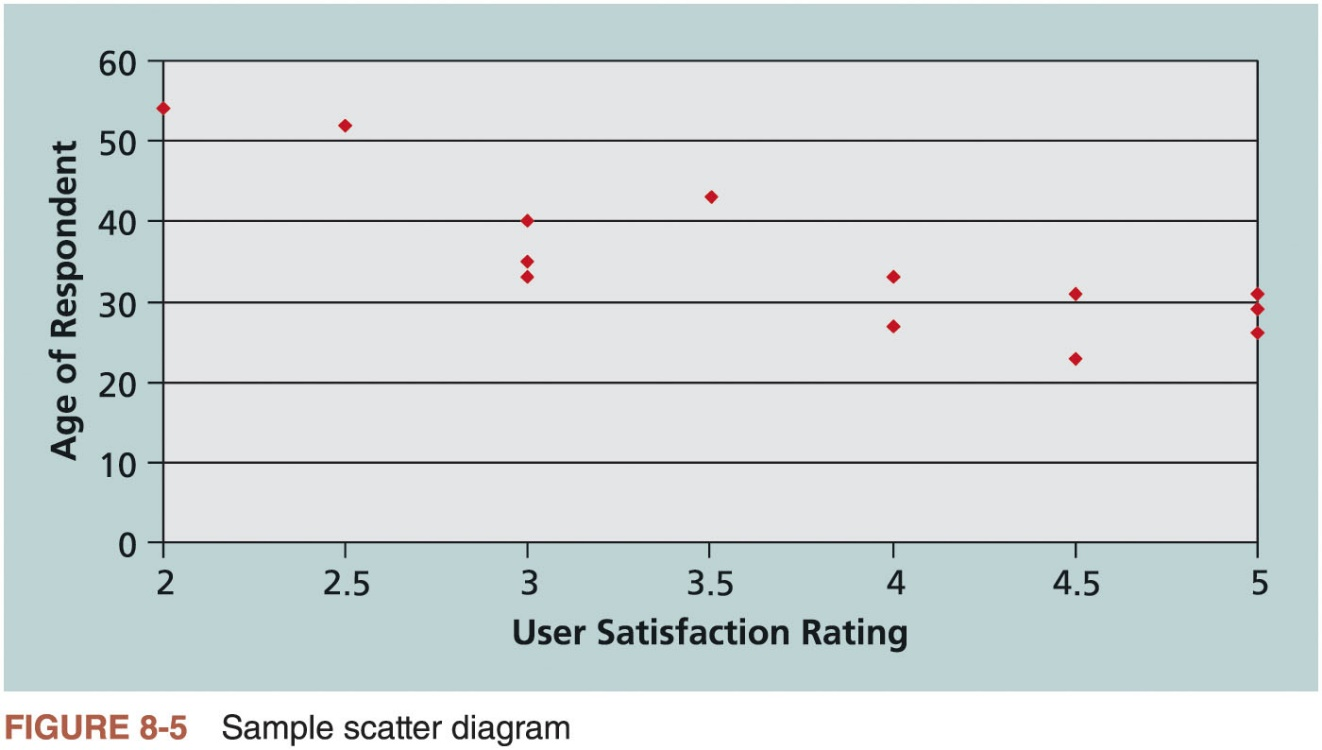 60
50
40
30
20
10
0
Age of Respondent
2 2.5 3 3.5 4 4.5 5
User Satisfaction Rating
FIGURE 8-5 Sample scatter diagram